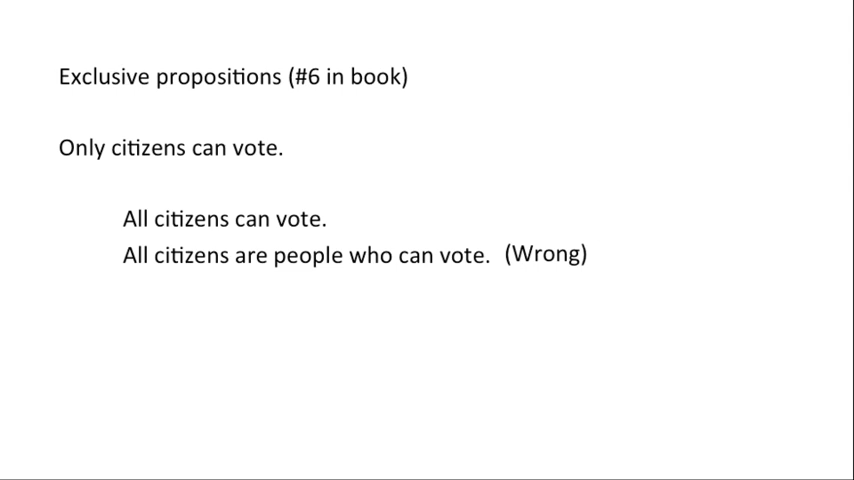 Exclusive propositions (#6 in book)
Only citizens can vote.
All citizens can vote.
All citizens are people who can vote. (Wrong)